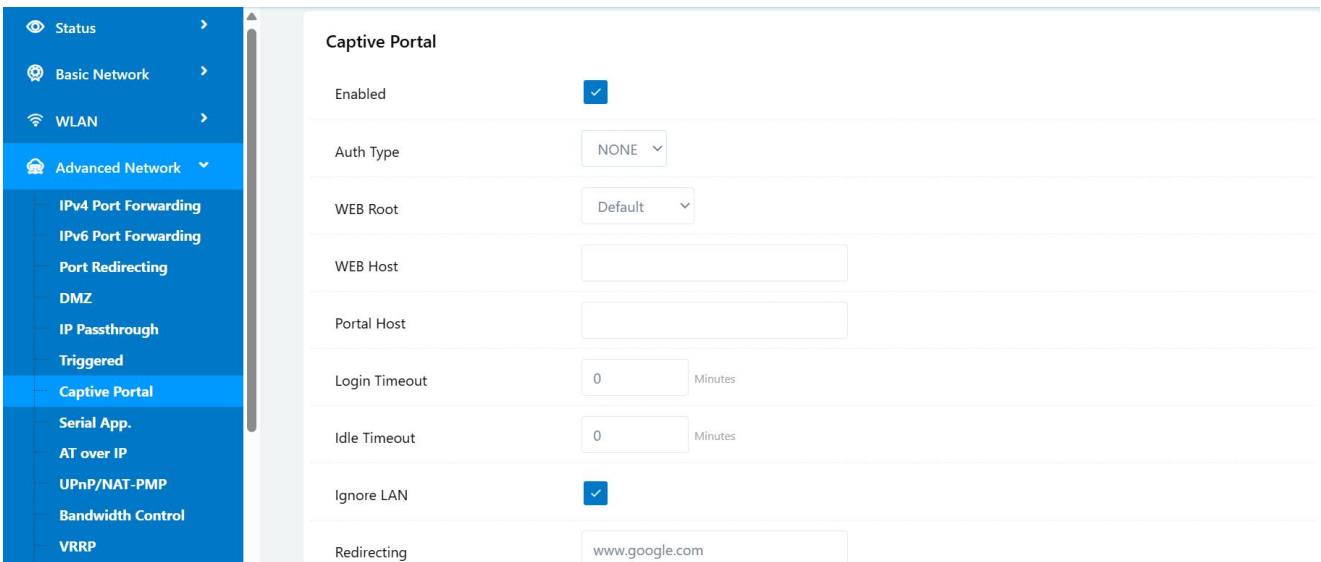 Status
Basic Network
WLAN
Advanced Network
IPv4 Port Forwarding
IPv6 Port Forwarding
Port Redirecting
DMZ
IP Passthrough
Triggered
Captive Portal
Serial App.
AT over IP
UPnP/NAT-PMP
Bandwidth Control
VRRP
Captive Portal
Enabled
Auth Type NONE
WEB Root Default
WEB Host
Portal Host
Login Timeout 0 Minutes
Idle Timeout 0 Minutes
Ignore LAN
Redirecting www.google.com